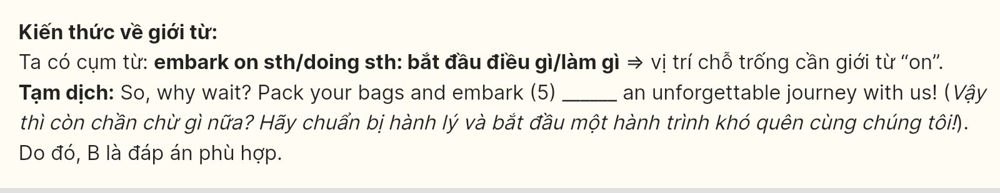 Kiến thức về giới từ:
Ta có cụm từ: embark on sth/doing sth: bắt đầu điều gì/làm gì ⇒ vị trí chỗ trống cần giới từ “on”.
Tạm dịch: So, why wait? Pack your bags and embark (5) ______ an unforgettable journey with us! (Vậy
thì còn chần chừ gì nữa? Hãy chuẩn bị hành lý và bắt đầu một hành trình khó quên cùng chúng tôi!).
Do đó, B là đáp án phù hợp.